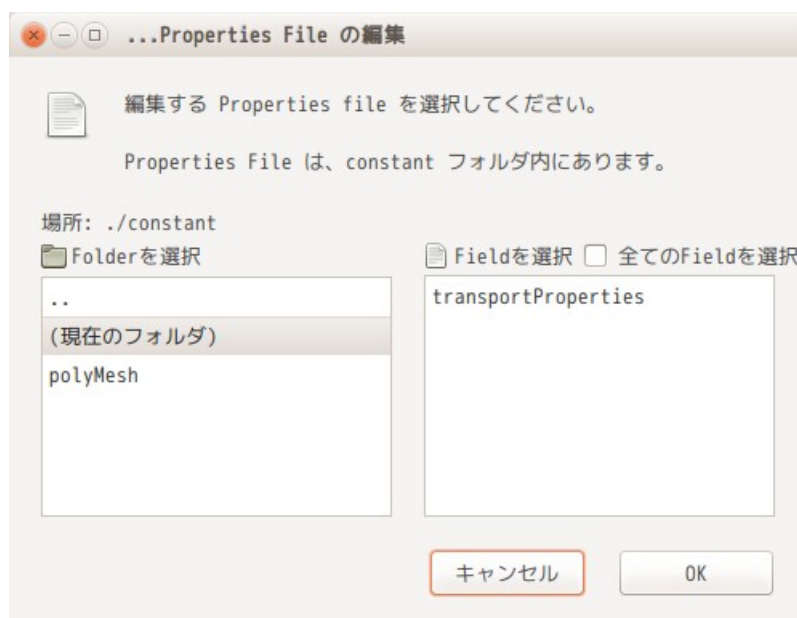 ...Properties File の編集
編集する Properties file を選択してください。
Properties File は、constant フォルダ内にあります。
場所: ./constant
Folderを選択
..
(現在のフォルダ)
polyMesh
Fieldを選択 全てのFieldを選択
transportProperties
キャンセル
OK